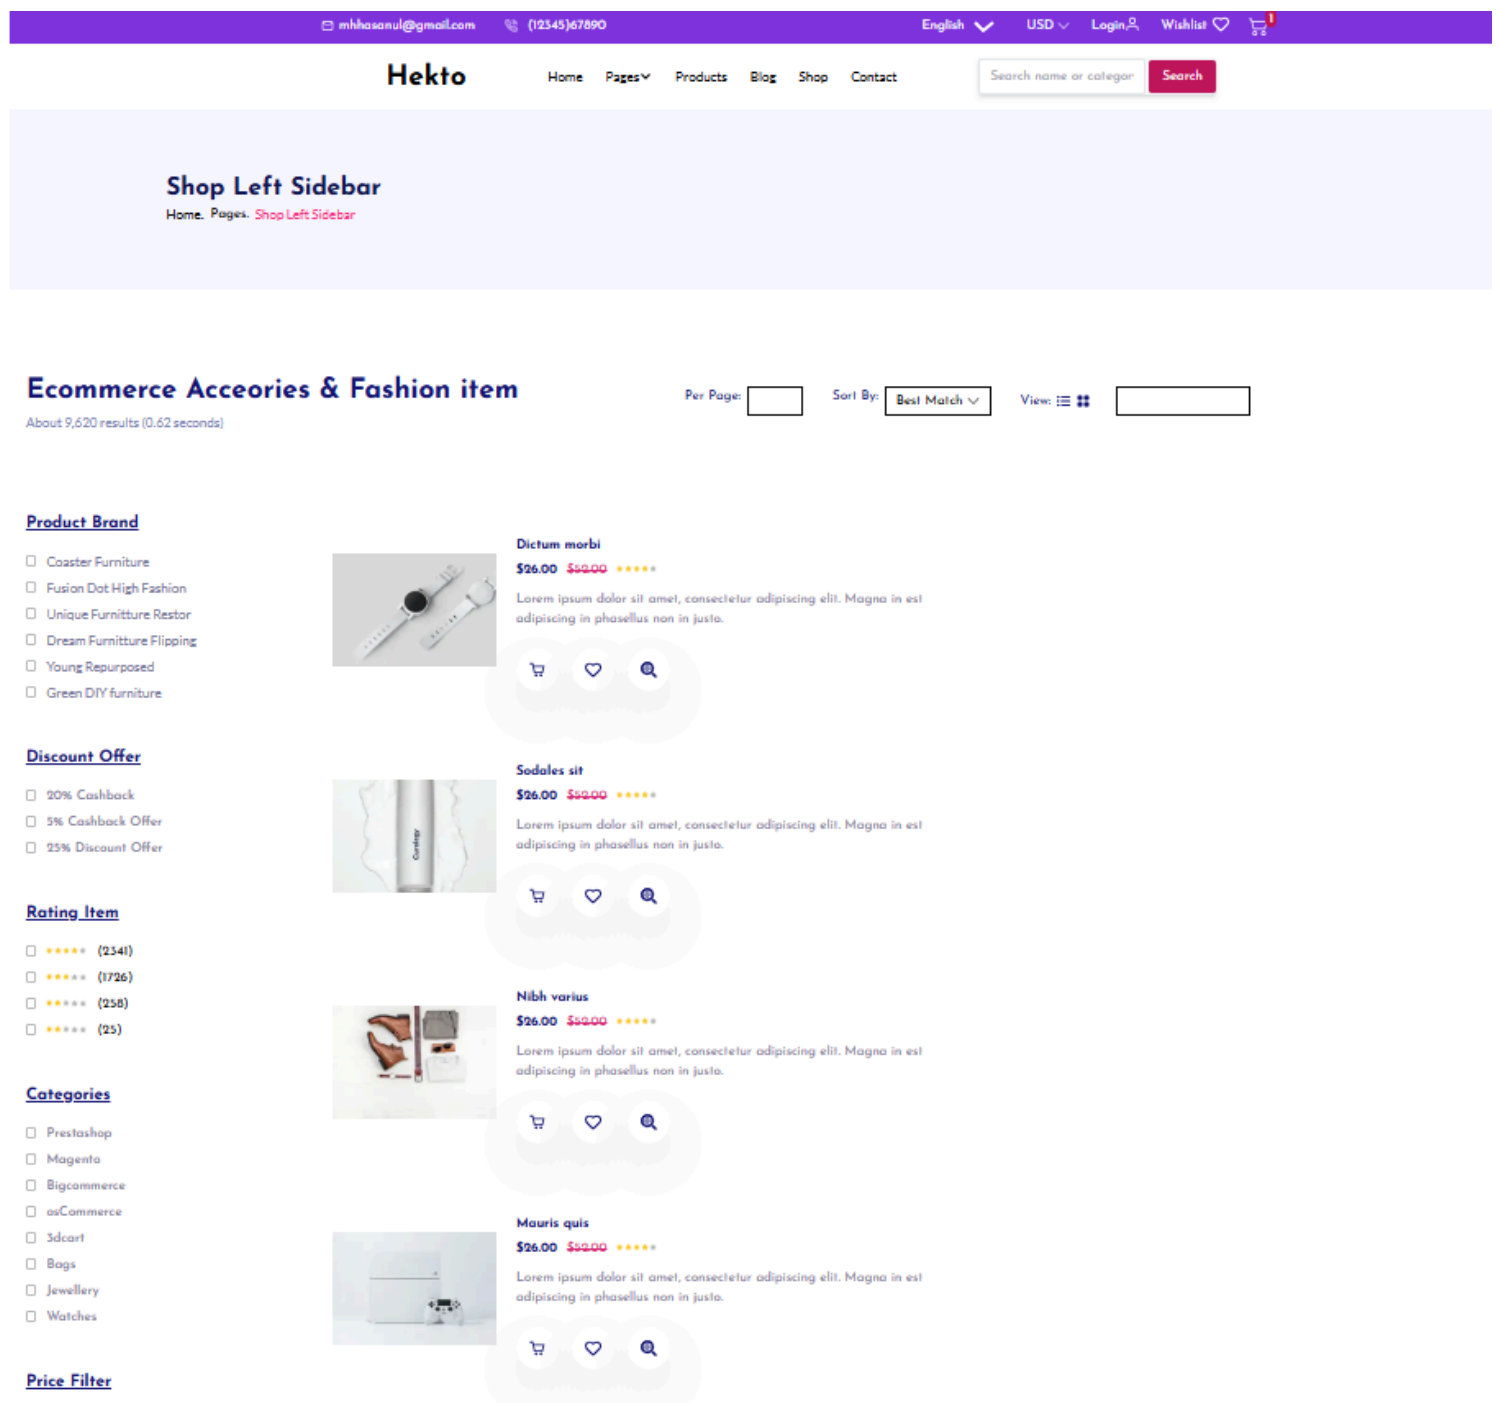 mhhasanul@gmail.com (12345)67890 English USD Login Wishlist 1
Hekto Home Pages Products Blog Shop Contact Search name or categor Search
Shop Left Sidebar
Home. Pages. Shop Left Sidebar
Ecommerce Acceories & Fashion item
Per Page: Sort By: Best Match View:
About 9,620 results (0.62 seconds)
Product Brand
Coaster Furniture
Fusion Dot High Fashion
Unique Furnitture Restor
Dream Furnitture Flipping
Young Repurposed
Green DIY furniture
Discount Offer
20% Cashback
5% Cashback Offer
25% Discount Offer
Rating Item
(2341)
(1726)
(258)
(25)
Categories
Prestashop
Magento
Bigcommerce
osCommerce
3dcart
Bags
Jewellery
Watches
Price Filter
Dictum morbi
$26.00 $52.00
Lorem ipsum dolor sit amet, consectetur adipiscing elit. Magna in est
adipiscing in phasellus non in justo.
Sodales sit
$26.00 $52.00
Lorem ipsum dolor sit amet, consectetur adipiscing elit. Magna in est
adipiscing in phasellus non in justo.
Curology
Nibh varius
$26.00 $52.00
Lorem ipsum dolor sit amet, consectetur adipiscing elit. Magna in est
adipiscing in phasellus non in justo.
Mauris quis
$26.00 $52.00
Lorem ipsum dolor sit amet, consectetur adipiscing elit. Magna in est
adipiscing in phasellus non in justo.